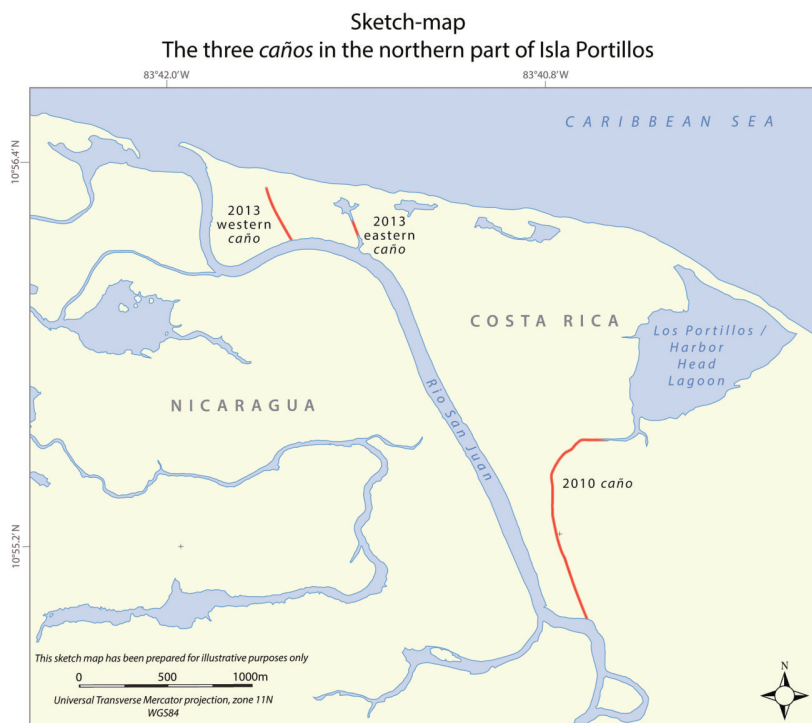 Sketch-map
The three caños in the northern part of Isla Portillos
83°42.0'W
83°40.8'W
CARIBBEAN SEA
10°56.4'N
2013
western
caño
2013
eastern
caño
COSTA RICA
Los Portillos /
Harbor
Head
Lagoon
NICARAGUA
Rio San Juan
2010 caño
10°55.2'N
This sketch map has been prepared for illustrative purposes only
0 500 1000m
Universal Transverse Mercator projection, zone 11N
WGS84
N